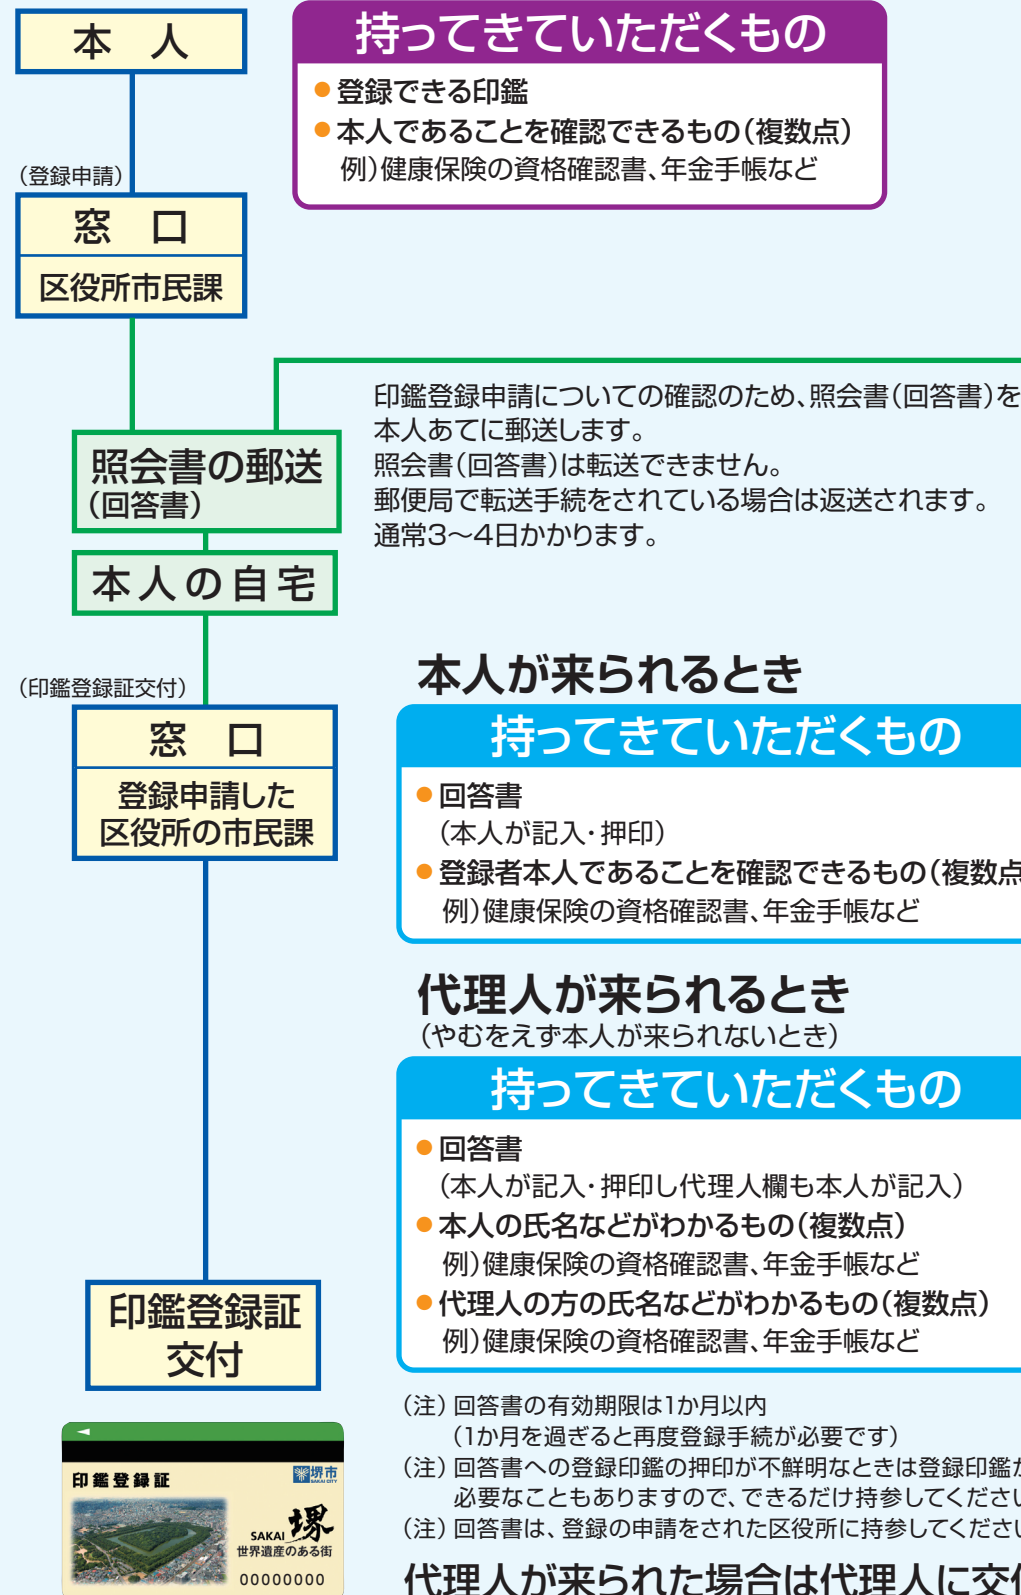 本 人
持ってきていただくもの
●登録できる印鑑
●本人であることを確認できるもの(複数点)
例)健康保険の資格確認書、年金手帳など
(登録申請)
窓 口
区役所市民課
印鑑登録申請についての確認のため、照会書(回答書)を
本人あてに郵送します。
照会書(回答書)は転送できません。
郵便局で転送手続をされている場合は返送されます。
通常3〜4日かかります。
照会書の郵送
(回答書)
本人の自宅
(印鑑登録証交付)
窓 口
登録申請した
区役所の市民課
本人が来られるとき
持ってきていただくもの
●回答書
(本人が記入・押印)
●登録者本人であることを確認できるもの(複数点
例)健康保険の資格確認書、年金手帳など
代理人が来られるとき
(やむをえず本人が来られないとき)
持ってきていただくもの
●回答書
(本人が記入・押印し代理人欄も本人が記入)
●本人の氏名などがわかるもの(複数点)
例)健康保険の資格確認書、年金手帳など
●代理人の方の氏名などがわかるもの(複数点)
例)健康保険の資格確認書、年金手帳など
印鑑登録証
交付
(注)回答書の有効期限は1か月以内
(1か月を過ぎると再度登録手続が必要です)
(注)回答書への登録印鑑の押印が不鮮明なときは登録印鑑が
必要なこともありますので、できるだけ持参してください
(注)回答書は、登録の申請をされた区役所に持参してください
代理人が来られた場合は代理人に交付
印鑑登録証
堺市
SAKAI CITY
SAKAI 堺
世界遺産のある街
00000000